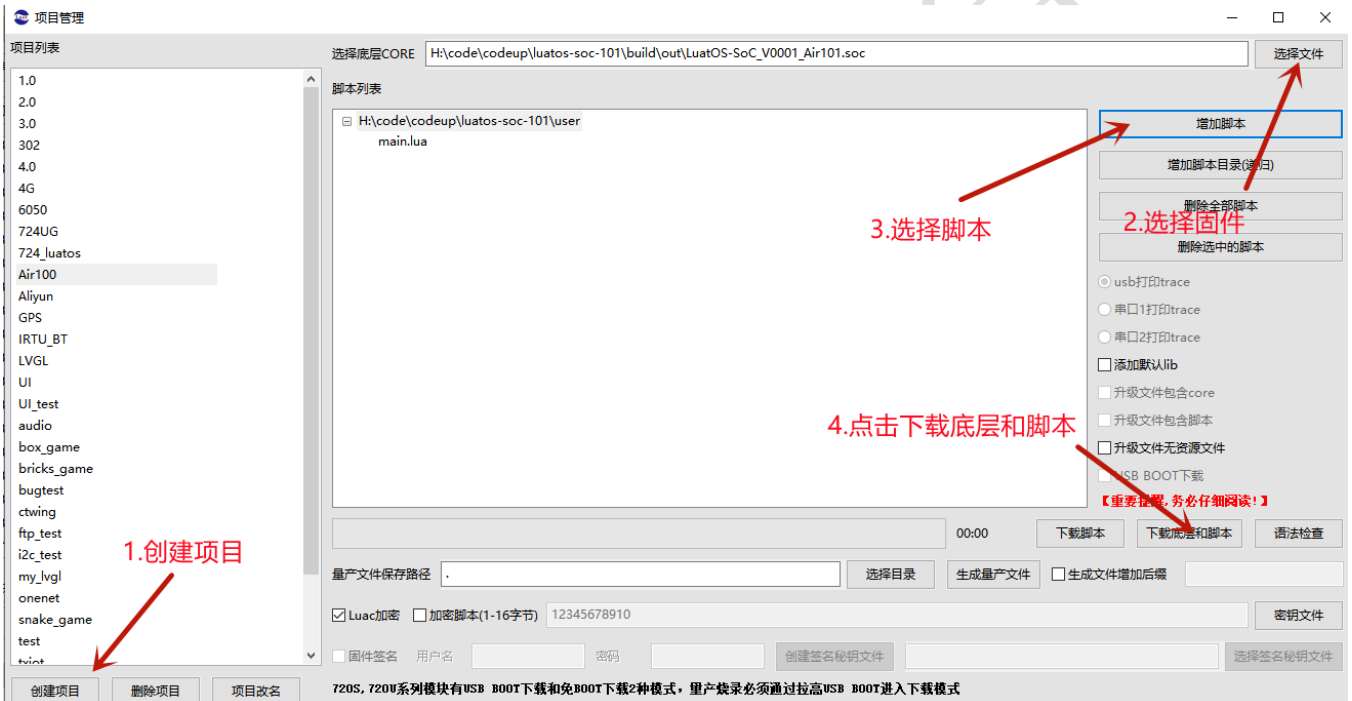 项目管理
项目列表
1.0
2.0
3.0
302
4.0
4G
6050
724UG
724_luatos
Air100
Aliyun
GPS
IRTU_BT
LVGL
UI
UI_test
audio
box_game
bricks_game
bugtest
ctwing
ftp_test
i2c_test
my_lvgl
onenet
snake_game
test
txiot
1.创建项目
创建项目 删除项目 项目改名
选择底层CORE H:\code\codeup\luatos-soc-101\build\out\LuatOS-SoC_V0001_Air101.soc 选择文件
脚本列表
H:\code\codeup\luatos-soc-101\user
main.lua
3.选择脚本
4.点击下载底层和脚本
增加脚本
增加脚本目录(递归)
删除全部脚本
2.选择固件
删除选中的脚本
usb打印trace
串口1打印trace
串口2打印trace
添加默认lib
升级文件包含core
升级文件包含脚本
升级文件无资源文件
USB BOOT下载
【重要提醒,务必仔细阅读!】
00:00 下载脚本 下载底层和脚本 语法检查
量产文件保存路径 . 选择目录 生成量产文件 生成文件增加后缀
Luac加密 加密脚本(1-16字节) 12345678910 密钥文件
固件签名 用户名 密码 创建签名秘钥文件 选择签名秘钥文件
720S,720U系列模块有USB BOOT下载和免BOOT下载2种模式，量产烧录必须通过拉高USB BOOT进入下载模式